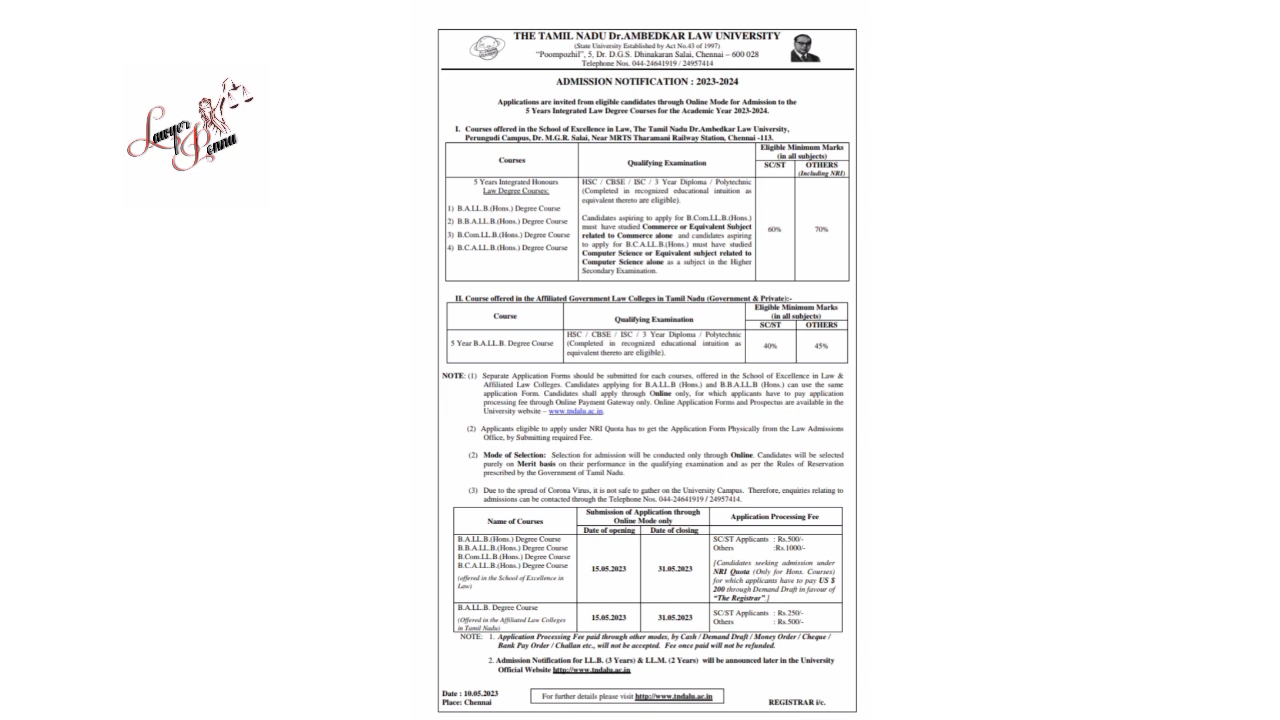 Lawyer
Penna
THE TAMIL NADU Dr.AMBEDKAR LAW UNIVERSITY
(State University Established by Act No.43 of 1997)
"Poompozhil", 5, Dr. D.G.S. Dhinakaran Salai, Chennai – 600 028
Telephone Nos. 044-24641919 / 24957414
ADMISSION NOTIFICATION : 2023-2024
Applications are invited from eligible candidates through Online Mode for Admission to the
5 Years Integrated Law Degree Courses for the Academic Year 2023-2024.
I. Courses offered in the School of Excellence in Law, The Tamil Nadu Dr.Ambedkar Law University,
Perungudi Campus, Dr. M.G.R. Salai, Near MRTS Tharamani Railway Station, Chennai -113.
Courses
Qualifying Examination
Eligible Minimum Marks
(in all subjects)
SC/ST
OTHERS
(Including NRI)
5 Years Integrated Honours
Law Degree Courses:
1) B.A.LL.B.(Hons.) Degree Course
2) B.B.A.LL.B.(Hons.) Degree Course
3) B.Com.LL.B.(Hons.) Degree Course
4) B.C.A.LL.B.(Hons.) Degree Course
HSC / CBSE / ISC / 3 Year Diploma / Polytechnic
(Completed in recognized educational intuition as
equivalent thereto are eligible).
Candidates aspiring to apply for B.Com.LL.B.(Hons.)
must have studied Commerce or Equivalent Subject
related to Commerce alone and candidates aspiring
to apply for B.C.A.LL.B.(Hons.) must have studied
Computer Science or Equivalent subject related to
Computer Science alone as a subject in the Higher
Secondary Examination.
60%
70%
II. Course offered in the Affiliated Government Law Colleges in Tamil Nadu (Government & Private):-
Course
Qualifying Examination
Eligible Minimum Marks
(in all subjects)
SC/ST
OTHERS
5 Year B.A.LL.B. Degree Course
HSC / CBSE / ISC / 3 Year Diploma / Polytechnic
(Completed in recognized educational intuition as
equivalent thereto are eligible).
40%
45%
NOTE: (1) Separate Application Forms should be submitted for each courses, offered in the School of Excellence in Law &
Affiliated Law Colleges. Candidates applying for B.A.LL.B (Hons.) and B.B.A.LL.B (Hons.) can use the same
application Form. Candidates shall apply through Online only, for which applicants have to pay application
processing fee through Online Payment Gateway only. Online Application Forms and Prospectus are available in the
University website – www.tndalu.ac.in.
(2) Applicants eligible to apply under NRI Quota has to get the Application Form Physically from the Law Admissions
Office, by Submitting required Fee.
(2) Mode of Selection: Selection for admission will be conducted only through Online. Candidates will be selected
purely on Merit basis on their performance in the qualifying examination and as per the Rules of Reservation
prescribed by the Government of Tamil Nadu.
(3) Due to the spread of Corona Virus, it is not safe to gather on the University Campus. Therefore, enquiries relating to
admissions can be contacted through the Telephone Nos. 044-24641919 / 24957414.
Name of Courses
Submission of Application through
Online Mode only
Date of opening
Date of closing
Application Processing Fee
B.A.LL.B.(Hons.) Degree Course
B.B.A.LL.B.(Hons.) Degree Course
B.Com.LL.B.(Hons.) Degree Course
B.C.A.LL.B.(Hons.) Degree Course
(offered in the School of Excellence in
Law)
15.05.2023
31.05.2023
SC/ST Applicants : Rs.500/-
Others :Rs.1000/-
[Candidates seeking admission under
NRI Quota (Only for Hons. Courses)
for which applicants have to pay US $
200 through Demand Draft in favour of
"The Registrar".]
B.A.LL.B. Degree Course
(Offered in the Affiliated Law Colleges
in Tamil Nadu)
15.05.2023
31.05.2023
SC/ST Applicants : Rs.250/-
Others : Rs.500/-
NOTE: 1. Application Processing Fee paid through other modes, by Cash / Demand Draft / Money Order / Cheque /
Bank Pay Order / Challan etc., will not be accepted. Fee once paid will not be refunded.
2. Admission Notification for LL.B. (3 Years) & LL.M. (2 Years) will be announced later in the University
Official Website http://www.tndalu.ac.in
Date : 10.05.2023
Place: Chennai
For further details please visit http://www.tndalu.ac.in
REGISTRAR i/c.